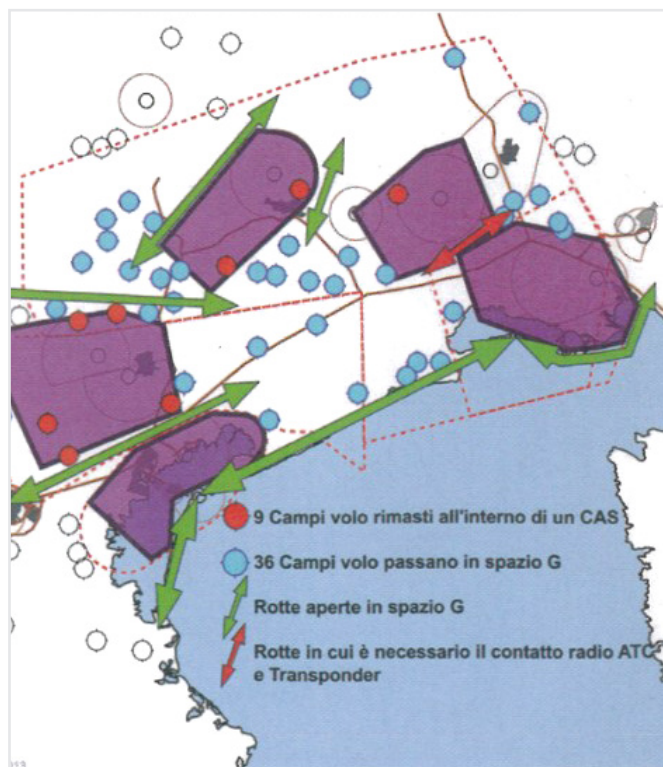 9 Campi volo rimasti all'interno di un CAS
36 Campi volo passano in spazio G
Rotte aperte in spazio G
Rotte in cui è necessario il contatto radio ATC
e Transponder